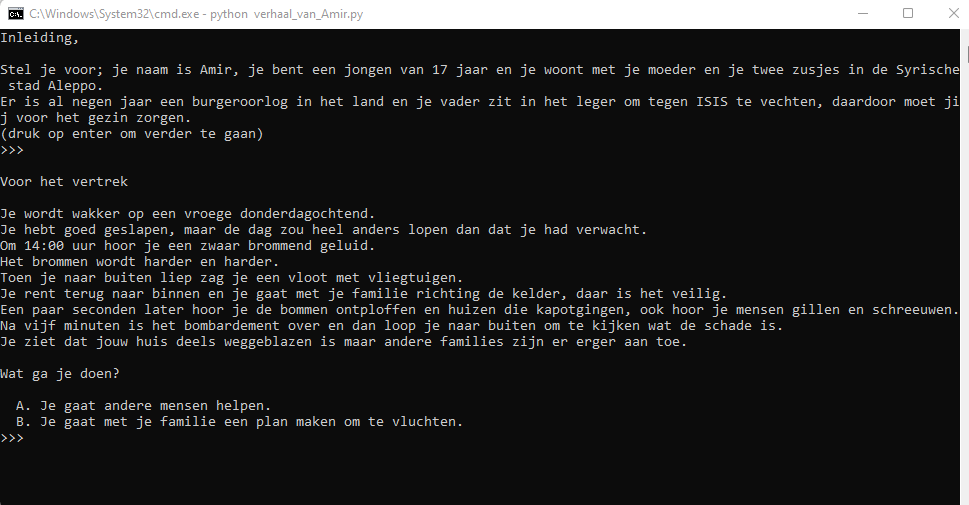 C:\Windows\System32\cmd.exe - python verhaal_van_Amir.py
Inleiding,
Stel je voor; je naam is Amir, je bent een jongen van 17 jaar en je woont met je moeder en je twee zusjes in de Syrische
stad Aleppo.
Er is al negen jaar een burgeroorlog in het land en je vader zit in het leger om tegen ISIS te vechten, daardoor moet ji
j voor het gezin zorgen.
(druk op enter om verder te gaan)
>>>
Voor het vertrek
Je wordt wakker op een vroege donderdagochtend.
Je hebt goed geslapen, maar de dag zou heel anders lopen dan dat je had verwacht.
Om 14:00 uur hoor je een zwaar brommend geluid.
Het brommen wordt harder en harder.
Toen je naar buiten liep zag je een vloot met vliegtuigen.
Je rent terug naar binnen en je gaat met je familie richting de kelder, daar is het veilig.
Een paar seconden later hoor je de bommen ontploffen en huizen die kapotgingen, ook hoor je mensen gillen en schreeuwen.
Na vijf minuten is het bombardement over en dan loop je naar buiten om te kijken wat de schade is.
Je ziet dat jouw huis deels weggeblazen is maar andere families zijn er erger aan toe.
Wat ga je doen?
A. Je gaat andere mensen helpen.
B. Je gaat met je familie een plan maken om te vluchten.
>>>